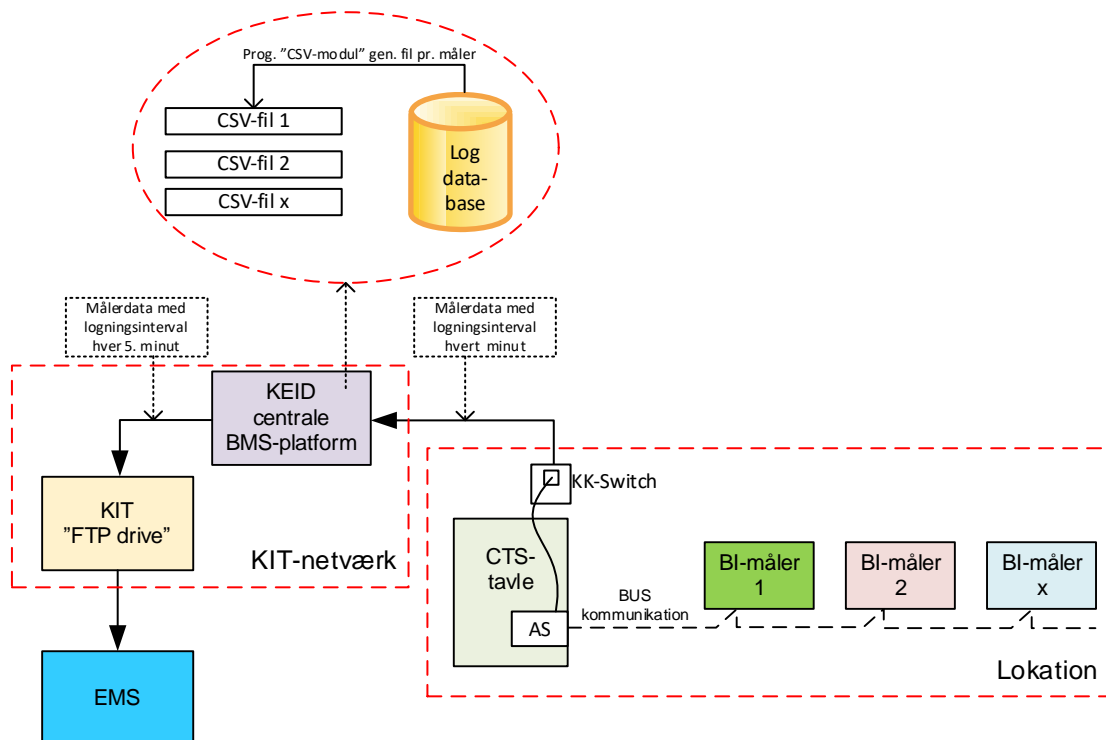 Prog. ”CSV-modul” gen. fil pr. måler
CSV-fil 1
CSV-fil 2
CSV-fil x
Log
data-
base
Målerdata med
logningsinterval
hver 5. minut
Målerdata med
logningsinterval
hvert minut
KEID
centrale
BMS-platform
KIT
”FTP drive”
KIT-netværk
EMS
KK-Switch
CTS-
tavle
AS
BUS
kommunikation
BI-måler
1
BI-måler
2
BI-måler
x
Lokation